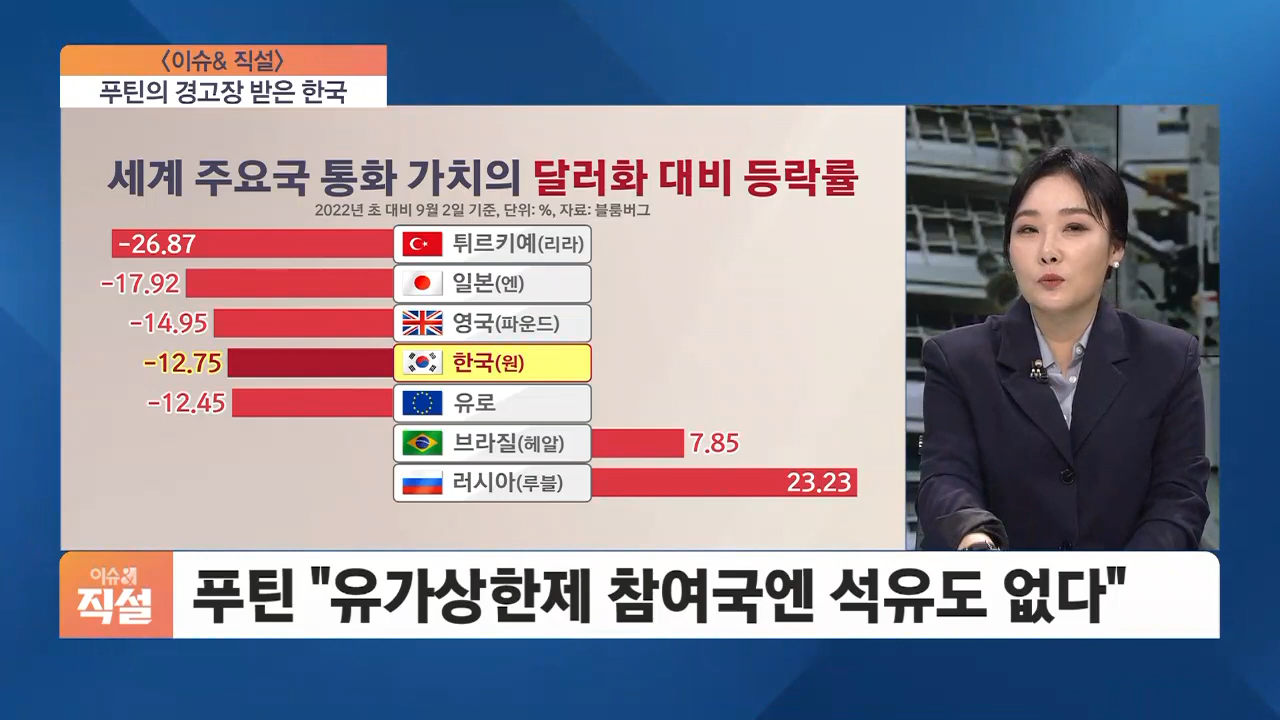 <이슈& 직설>
푸틴의 경고장 받은 한국
세계 주요국 통화 가치의 달러화 대비 등락률
2022년 초 대비 9월 2일 기준, 단위: %, 자료: 블룸버그
-26.87 튀르키예(리라)
-17.92 일본(엔)
-14.95 영국(파운드)
-12.75 한국(원)
-12.45 유로
브라질(헤알) 7.85
러시아(루블) 23.23
이슈&
직설
푸틴 "유가상한제 참여국엔 석유도 없다"